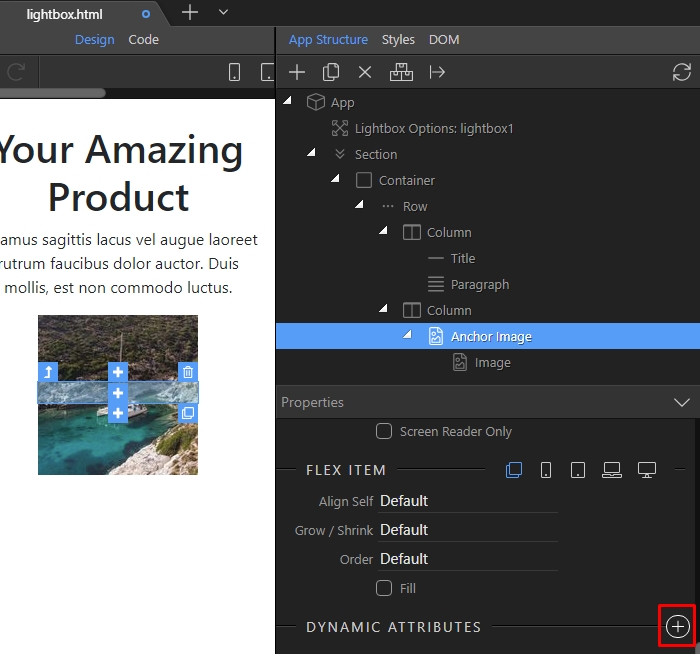 lightbox.html
Design Code
App Structure Styles DOM
App
Lightbox Options: lightbox1
Section
Container
Row
Column
Title
Paragraph
Column
Anchor Image
Image
Your Amazing
Product
amus sagittis lacus vel augue laoreet
rutrum faucibus dolor auctor. Duis
mollis, est non commodo luctus.
Properties
Screen Reader Only
FLEX ITEM
Align Self Default
Grow / Shrink Default
Order Default
Fill
DYNAMIC ATTRIBUTES